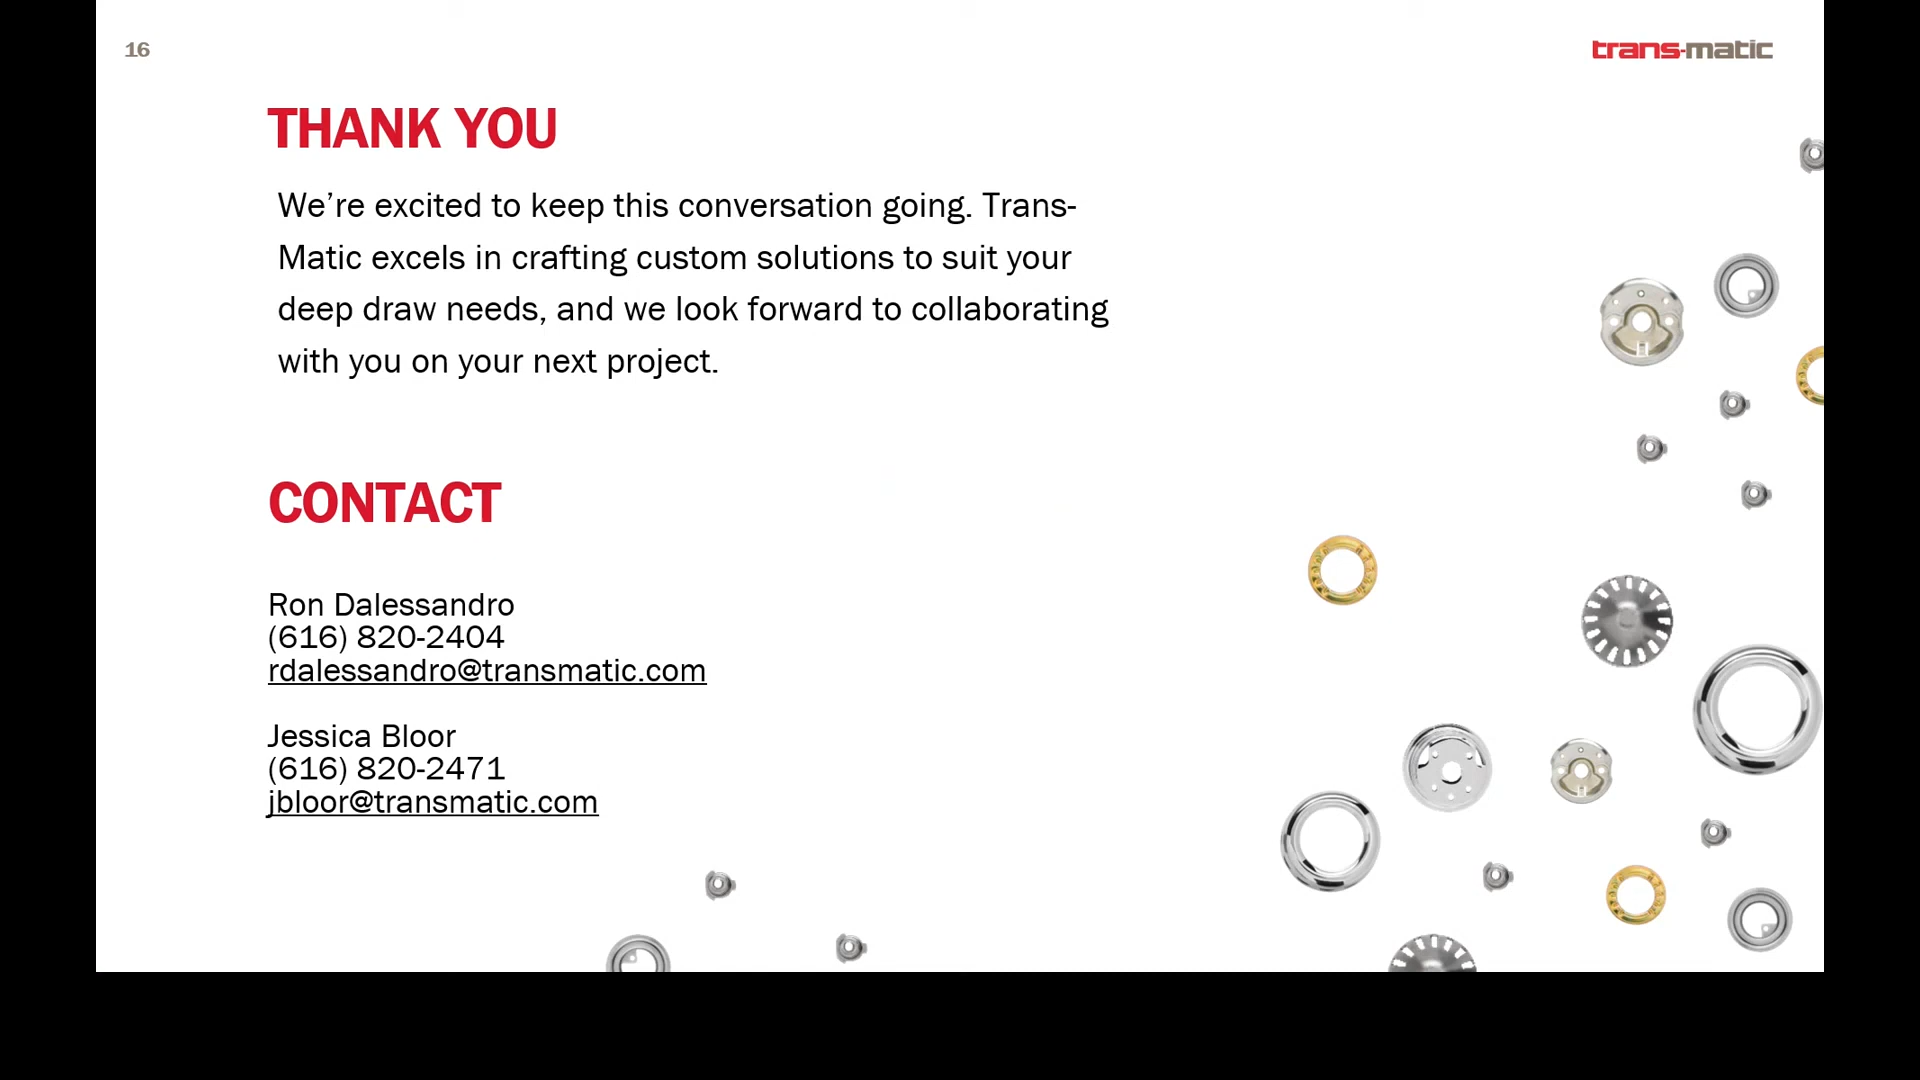 16
trans-matic
THANK YOU
We’re excited to keep this conversation going. Trans-
Matic excels in crafting custom solutions to suit your
deep draw needs, and we look forward to collaborating
with you on your next project.
CONTACT
Ron Dalessandro
(616) 820-2404
rdalessandro@transmatic.com
Jessica Bloor
(616) 820-2471
jbloor@transmatic.com